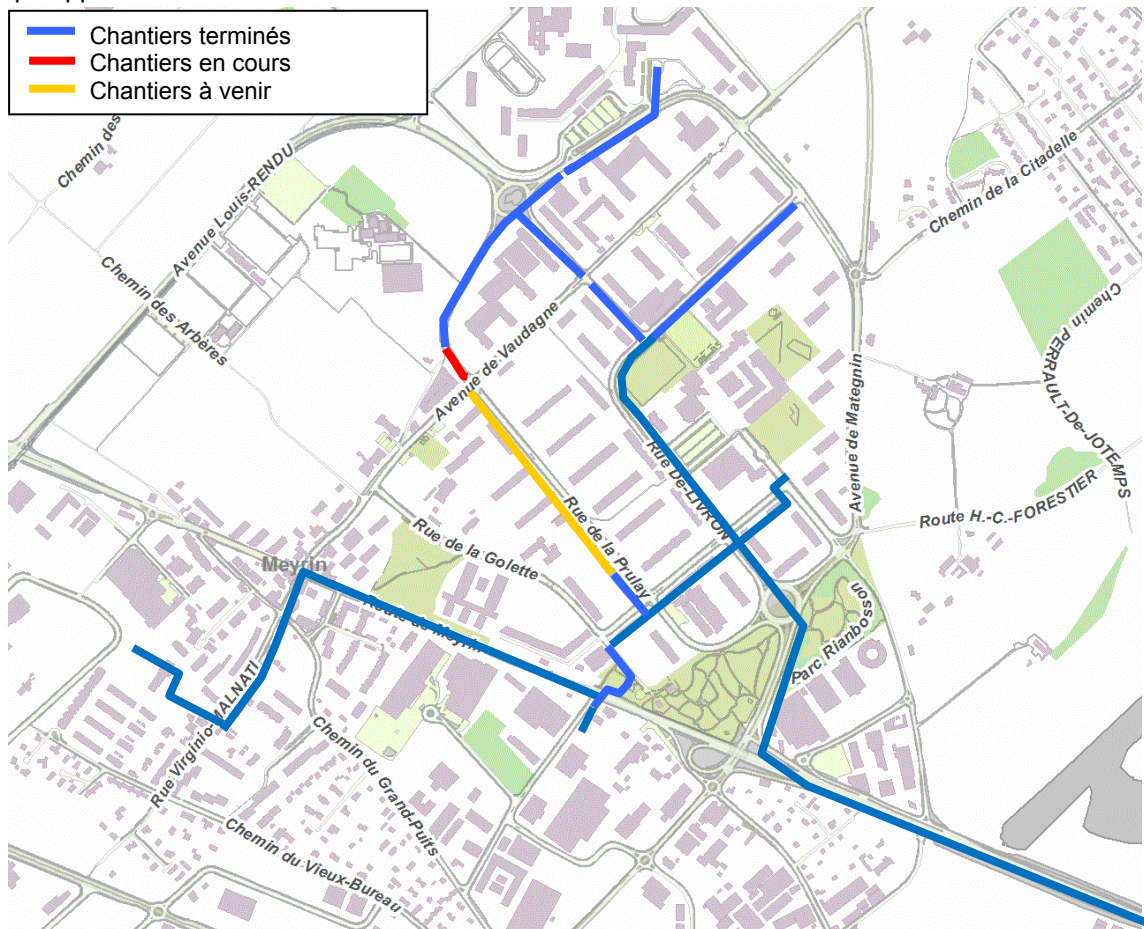 Chantiers terminés
Chantiers en cours
Chantiers à venir
Chemin des
Avenue Louis-RENDU
Chemin des Arbères
Chemin de la Citadelle
Chemin PERRAULT-De-JOTEMPS
Avenue de Vaudagne
Avenue de Mategnin
Rue De-LIVRON
Route H.-C.-FORESTIER
Rue de la Prulay
Rue de la Golette
Meyrin
Route de Meyrin
Parc Rianbosson
Rue Virginio-MALNATI
Chemin du Grand-Puits
Chemin du Vieux-Bureau